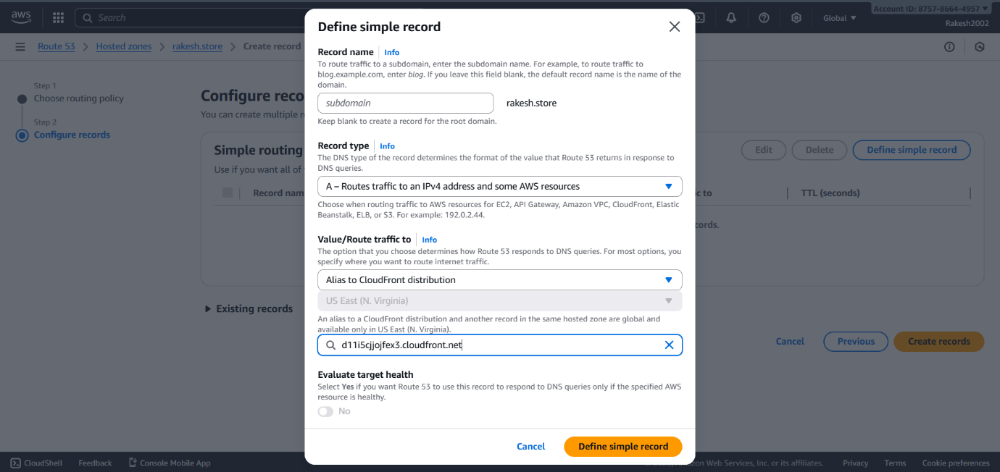 aws
Search
Global
Account ID: 8757-8664-4957
Rakesh2002
Route 53
Hosted zones
rakesh.store
Create record
Step 1
Choose routing policy
Step 2
Configure records
Configure reco
You can create multiple r
Simple routing
Use if you want all of
Edit
Delete
Define simple record
Record nam
c to
TTL (seconds)
cords.
Existing records
Cancel
Previous
Create records
Define simple record
Record name
Info
To route traffic to a subdomain, enter the subdomain name. For example, to route traffic to
blog.example.com, enter blog. If you leave this field blank, the default record name is the name of the
domain.
subdomain
rakesh.store
Keep blank to create a record for the root domain.
Record type
Info
The DNS type of the record determines the format of the value that Route 53 returns in response to
DNS queries.
A – Routes traffic to an IPv4 address and some AWS resources
Choose when routing traffic to AWS resources for EC2, API Gateway, Amazon VPC, CloudFront, Elastic
Beanstalk, ELB, or S3. For example: 192.0.2.44.
Value/Route traffic to
Info
The option that you choose determines how Route 53 responds to DNS queries. For most options, you
specify where you want to route internet traffic.
Alias to CloudFront distribution
US East (N. Virginia)
An alias to a CloudFront distribution and another record in the same hosted zone are global and
available only in US East (N. Virginia).
d11i5cjjojfex3.cloudfront.net
Evaluate target health
Select Yes if you want Route 53 to use this record to respond to DNS queries only if the specified AWS
resource is healthy.
No
Cancel
Define simple record
CloudShell
Feedback
Console Mobile App
zon Web Services, Inc. or its affiliates.
Privacy
Terms
Cookie preferences